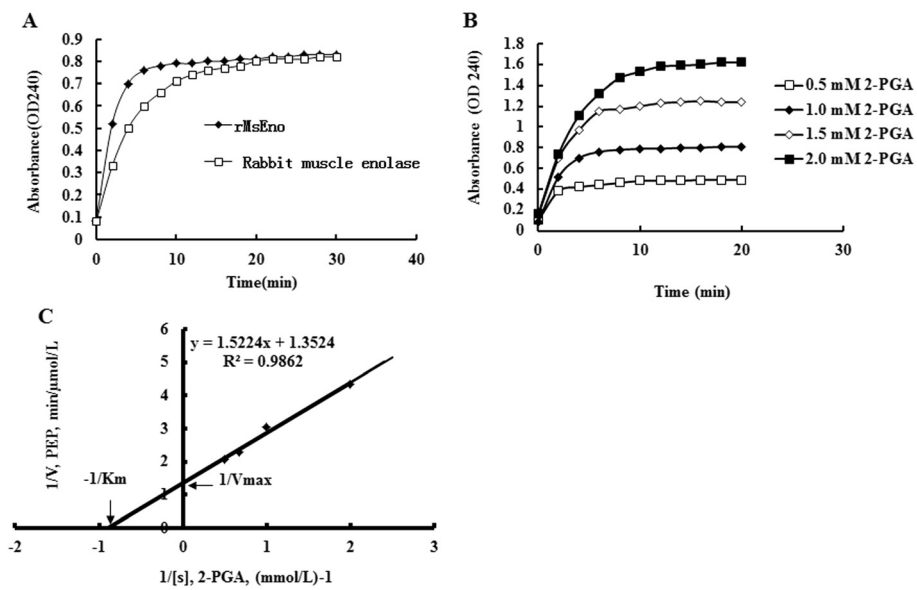 A
0.9
0.8
0.7
0.6
0.5
0.4
0.3
0.2
0.1
0
Absorbance(OD240)
rMsEno
Rabbit muscle enolase
0 10 20 30 40
Time(min)
B
1.8
1.6
1.4
1.2
1
0.8
0.6
0.4
0.2
0
Absorbance (OD 240)
0.5 mM 2-PGA
1.0 mM 2-PGA
1.5 mM 2-PGA
2.0 mM 2-PGA
0 10 20 30
Time (min)
C
6
5
4
3
2
1
0
y = 1.5224x + 1.3524
R² = 0.9862
1/V, PEP, min/μmol/L
-1/Km
1/Vmax
-2 -1 0 1 2 3
1/[s], 2-PGA, (mmol/L)-1